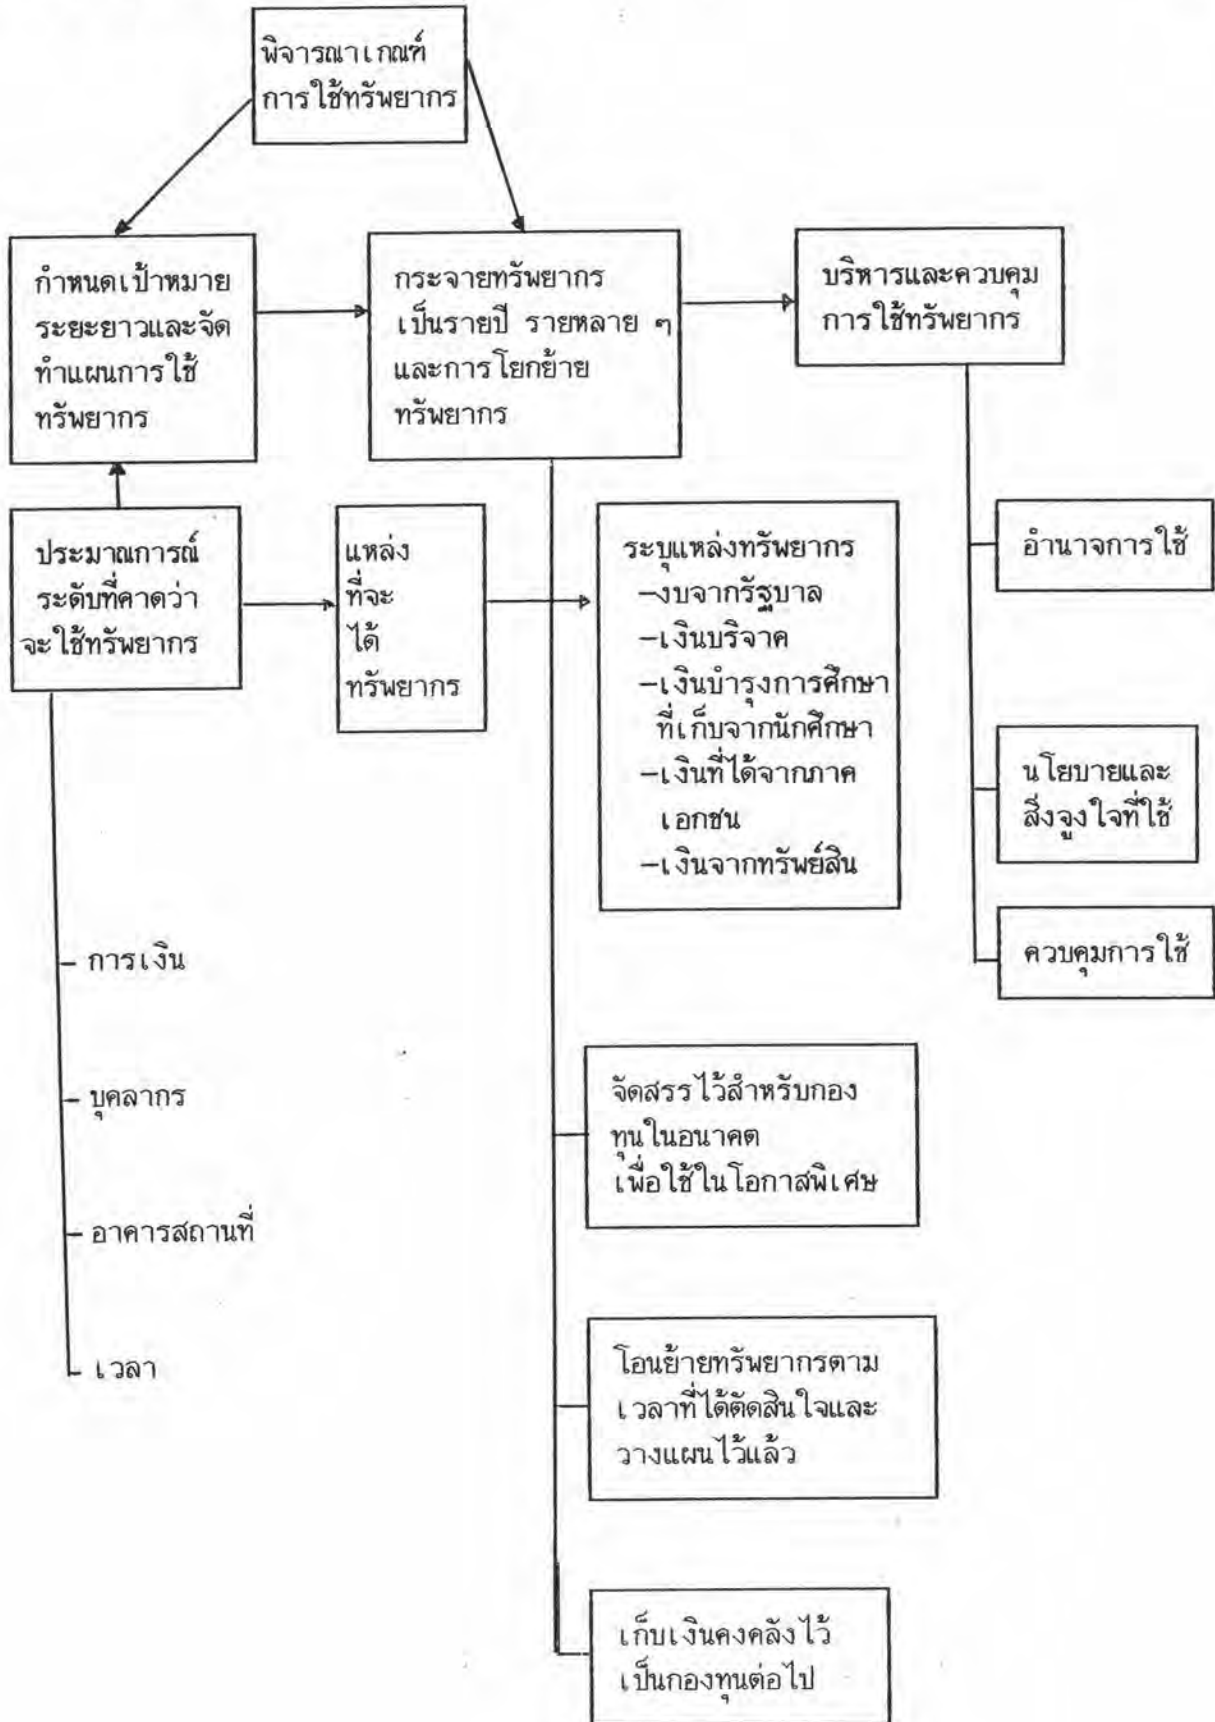 พิจารณาเกณฑ์
การใช้ทรัพยากร
กำหนดเป้าหมาย
ระยะยาวและจัด
ทำแผนการใช้
ทรัพยากร
กระจายทรัพยากร
เป็นรายปี รายหลาย ๆ
และการโยกย้าย
ทรัพยากร
บริหารและควบคุม
การใช้ทรัพยากร
ประมาณการณ์
ระดับที่คาดว่า
จะใช้ทรัพยากร
แหล่ง
ที่จะ
ได้
ทรัพยากร
ระบุแหล่งทรัพยากร
-งบจากรัฐบาล
-เงินบริจาค
-เงินบำรุงการศึกษา
ที่เก็บจากนักศึกษา
-เงินที่ได้จากภาค
เอกชน
-เงินจากทรัพย์สิน
อำนาจการใช้
นโยบายและ
สิ่งจูงใจที่ใช้
ควบคุมการใช้
การเงิน
บุคลากร
อาคารสถานที่
เวลา
จัดสรรไว้สำหรับกอง
ทุนในอนาคต
เพื่อใช้ในโอกาสพิเศษ
โอนย้ายทรัพยากรตาม
เวลาที่ได้ตัดสินใจและ
วางแผนไว้แล้ว
เก็บเงินคงคลังไว้
เป็นกองทุนต่อไป